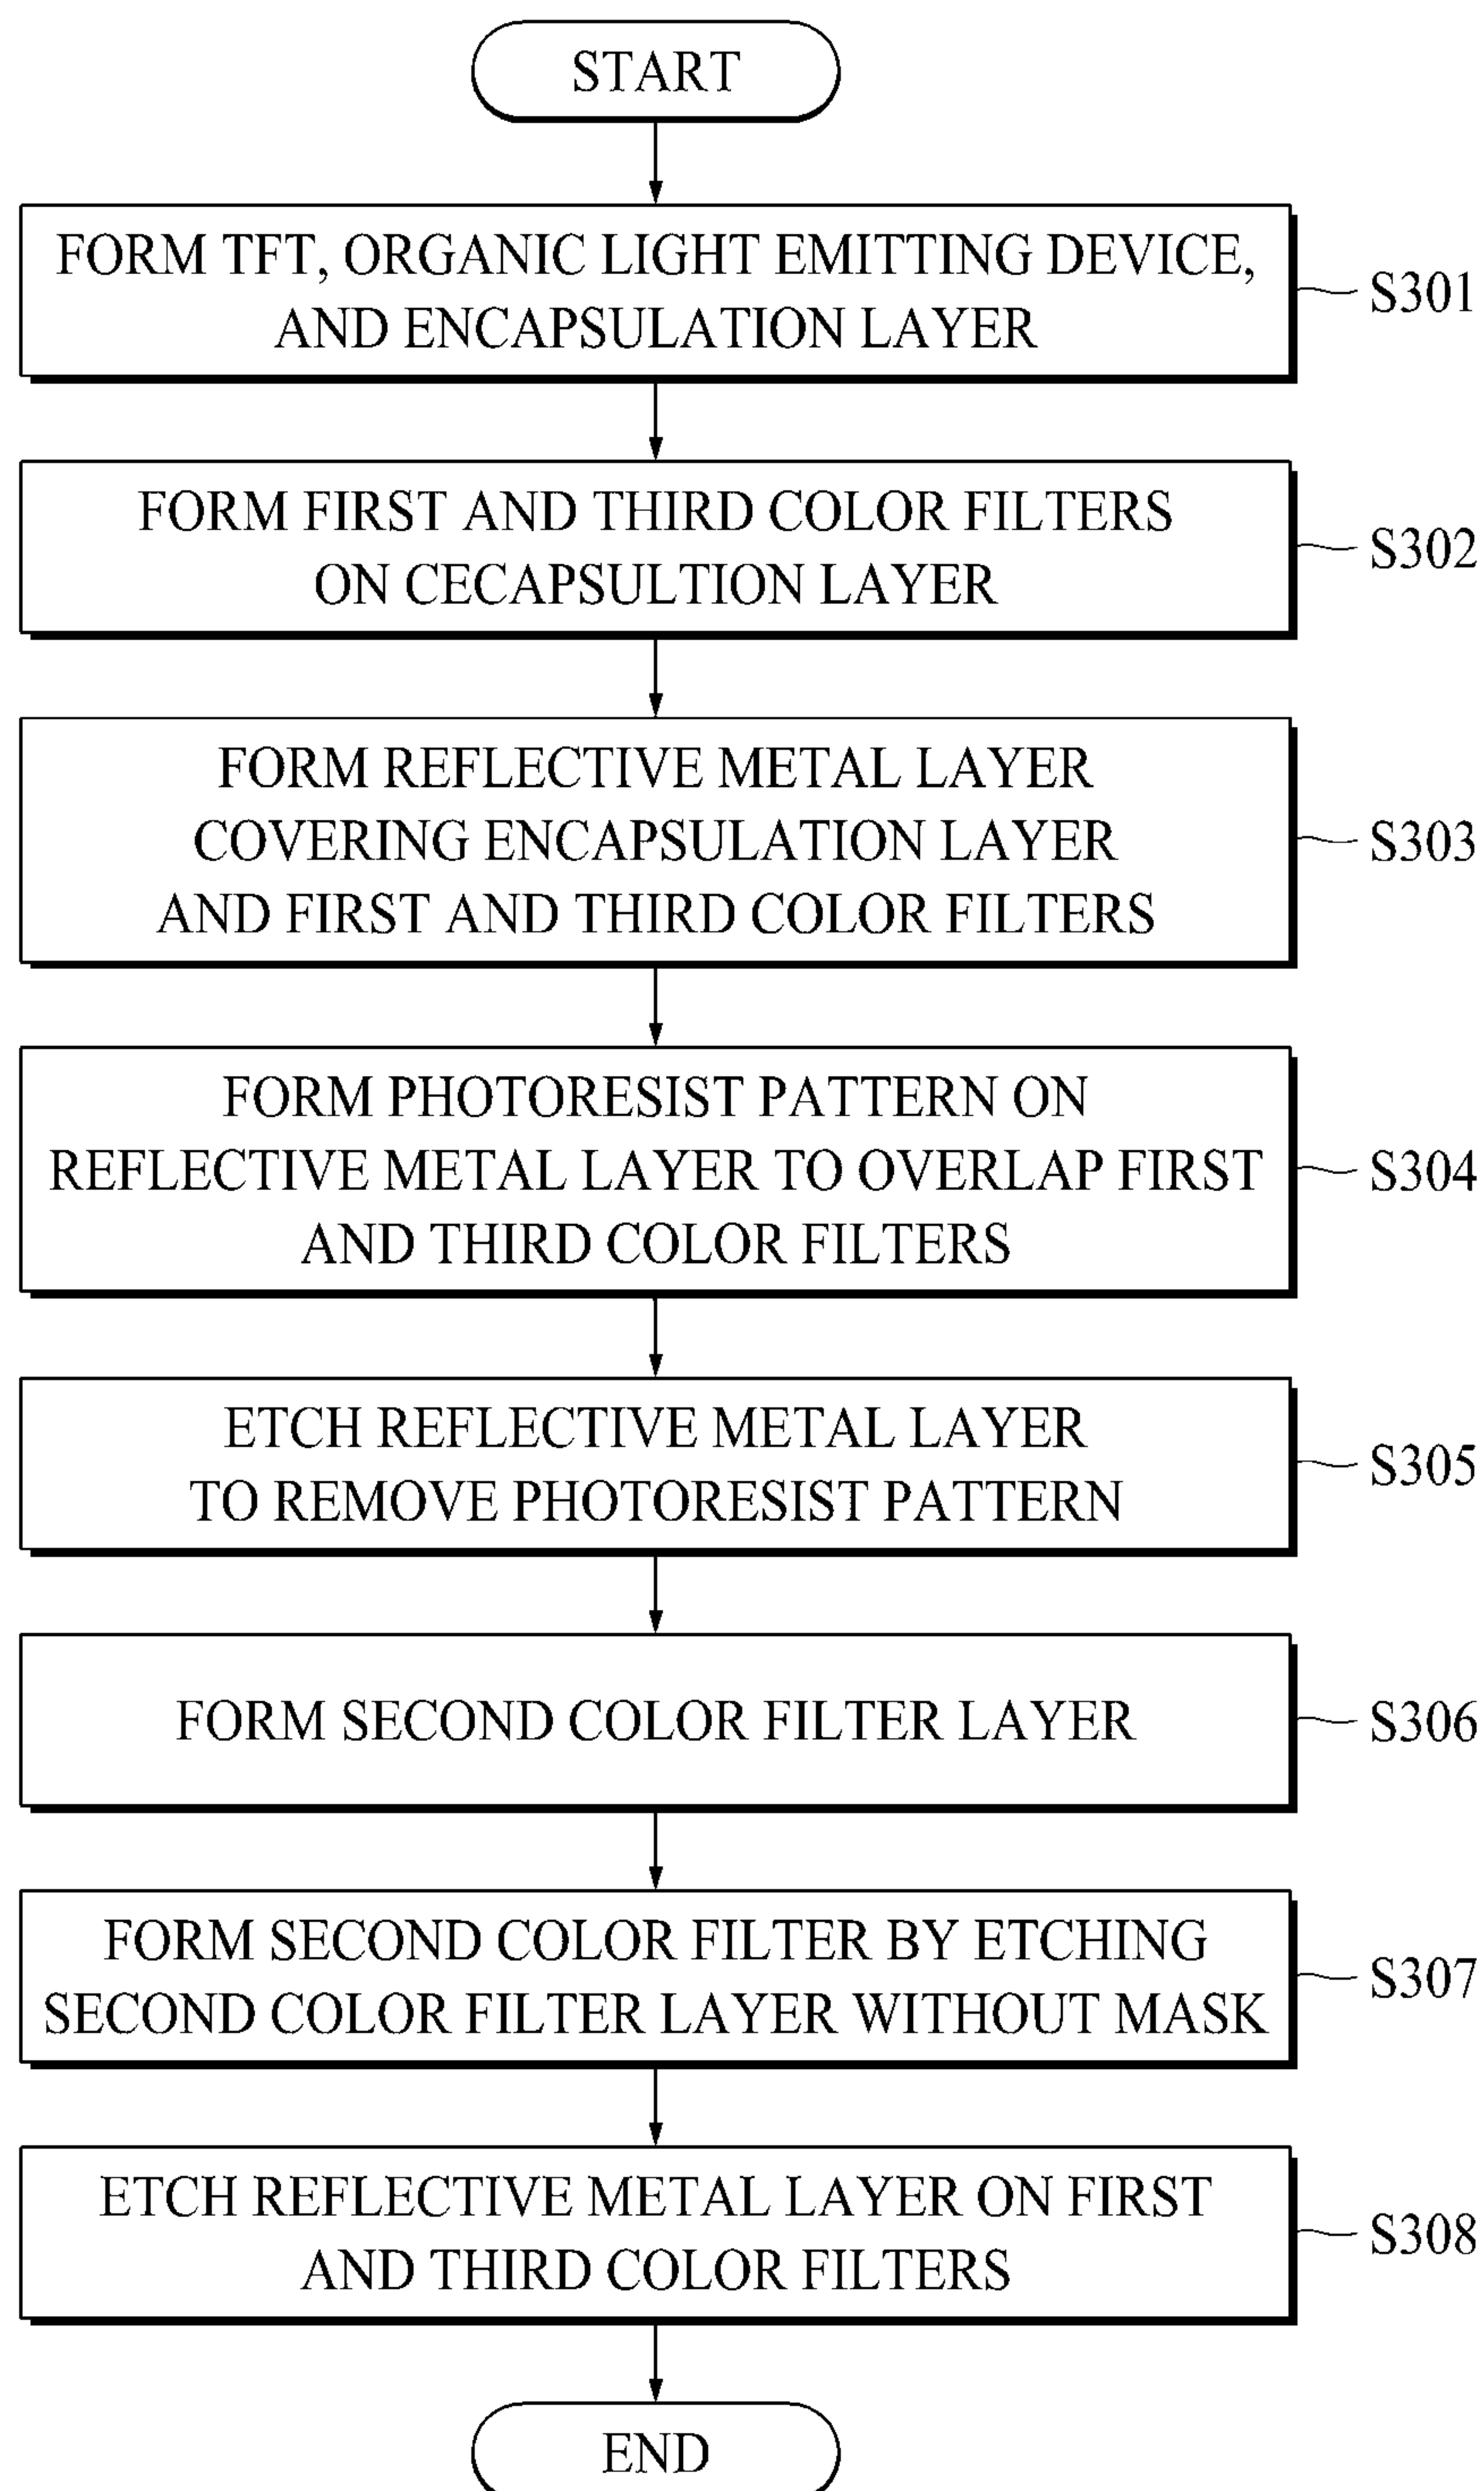 START
FORM TFT, ORGANIC LIGHT EMITTING DEVICE,
AND ENCAPSULATION LAYER
S301
FORM FIRST AND THIRD COLOR FILTERS
ON CECAPSULTION LAYER
S302
FORM REFLECTIVE METAL LAYER
COVERING ENCAPSULATION LAYER
AND FIRST AND THIRD COLOR FILTERS
S303
FORM PHOTORESIST PATTERN ON
REFLECTIVE METAL LAYER TO OVERLAP FIRST
AND THIRD COLOR FILTERS
S304
ETCH REFLECTIVE METAL LAYER
TO REMOVE PHOTORESIST PATTERN
S305
FORM SECOND COLOR FILTER LAYER
S306
FORM SECOND COLOR FILTER BY ETCHING
SECOND COLOR FILTER LAYER WITHOUT MASK
S307
ETCH REFLECTIVE METAL LAYER ON FIRST
AND THIRD COLOR FILTERS
S308
END